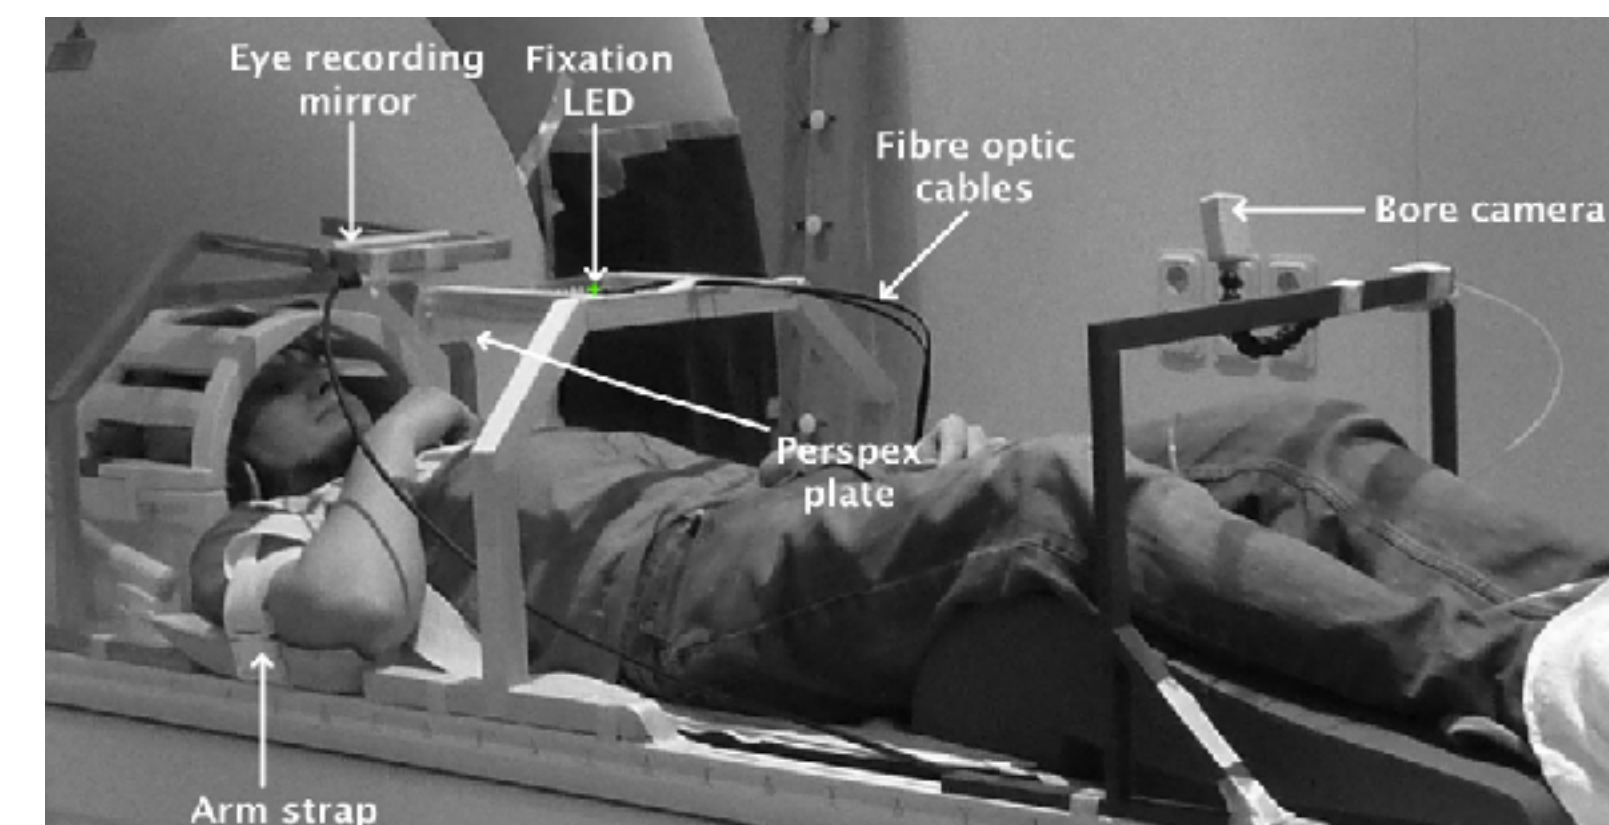 Eye recording
mirror
Fixation
LED
Fibre optic
cables
Bore camera
Perspex
plate
Arm strap